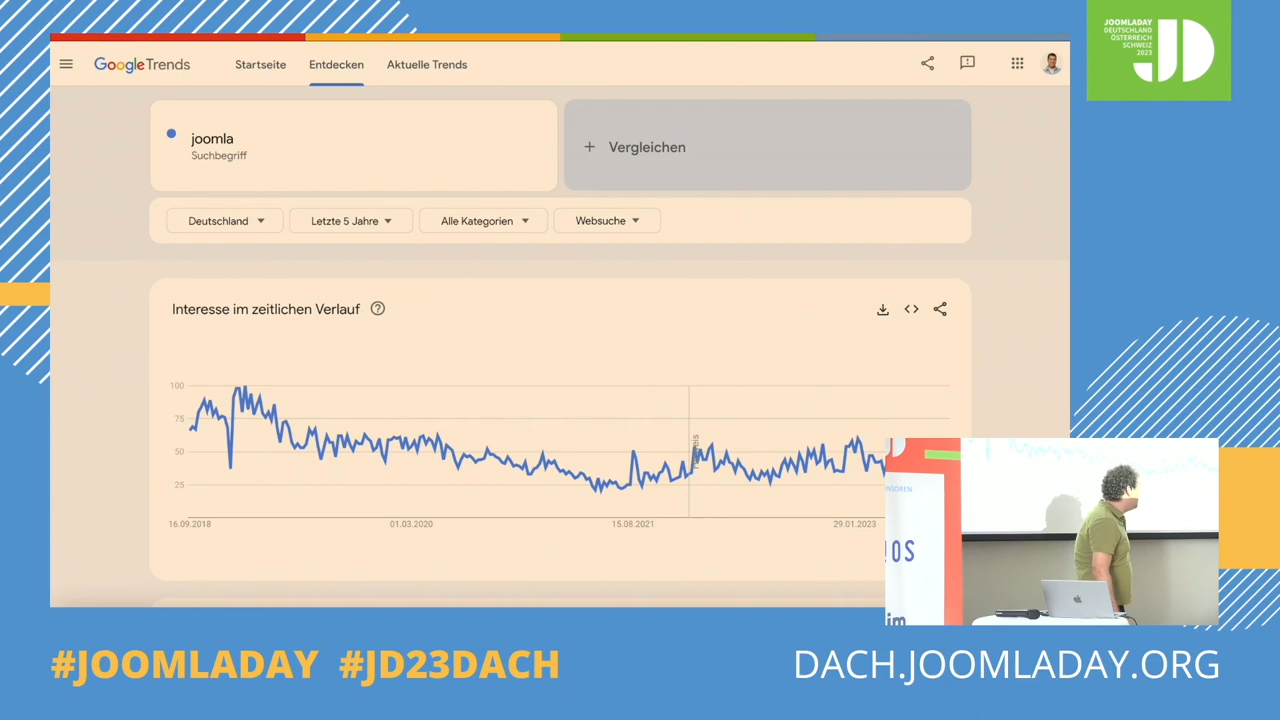 JOOMLADAY
DEUTSCHLAND
ÖSTERREICH
SCHWEIZ
2023
JD
Google Trends
Startseite
Entdecken
Aktuelle Trends
joomla
Suchbegriff
+ Vergleichen
Deutschland
Letzte 5 Jahre
Alle Kategorien
Websuche
Interesse im zeitlichen Verlauf
100
75
50
25
16.09.2018
01.03.2020
15.08.2021
29.01.2023
#JOOMLADAY #JD23DACH
DACH.JOOMLADAY.ORG